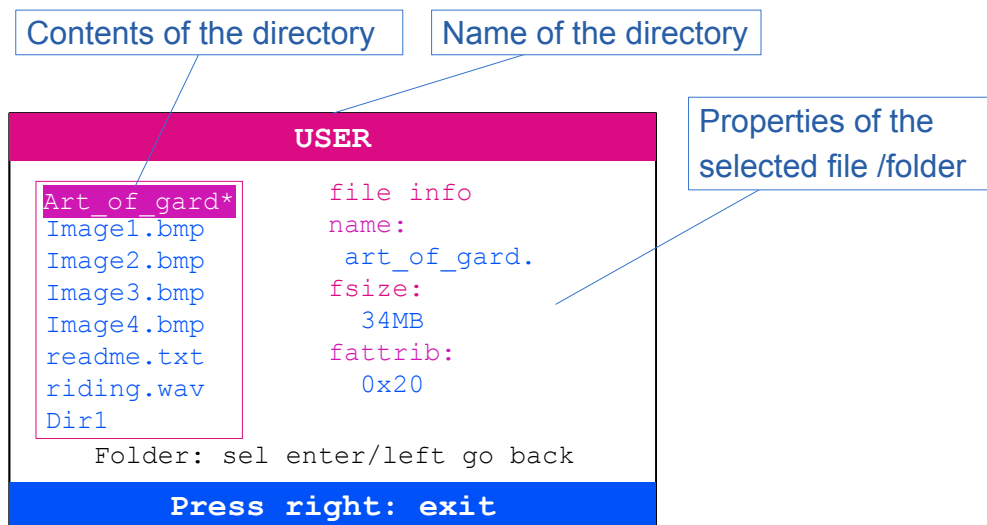 Contents of the directory
Name of the directory
Properties of the
selected file /folder
USER
Art_of_gard*
Image1.bmp
Image2.bmp
Image3.bmp
Image4.bmp
readme.txt
riding.wav
Dir1
file info
name:
art_of_gard.
fsize:
34MB
fattrib:
0x20
Folder: sel enter/left go back
Press right: exit